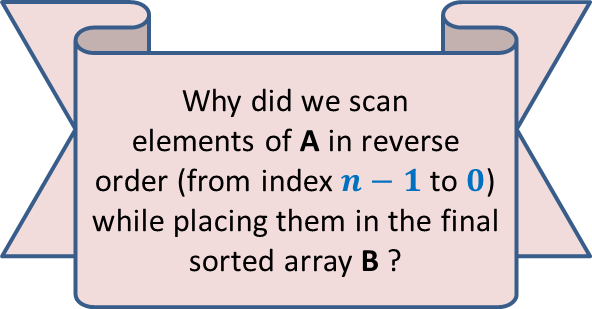 Why did we scan
elements of A in reverse
order (from index n − 1 to 0)
while placing them in the final
sorted array B ?